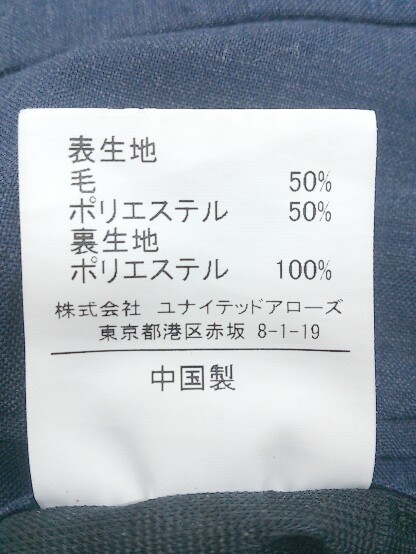 表生地
毛 50%
ポリエステル 50%
裏生地
ポリエステル 100%
株式会社 ユナイテッドアローズ
東京都港区赤坂 8-1-19
中国製